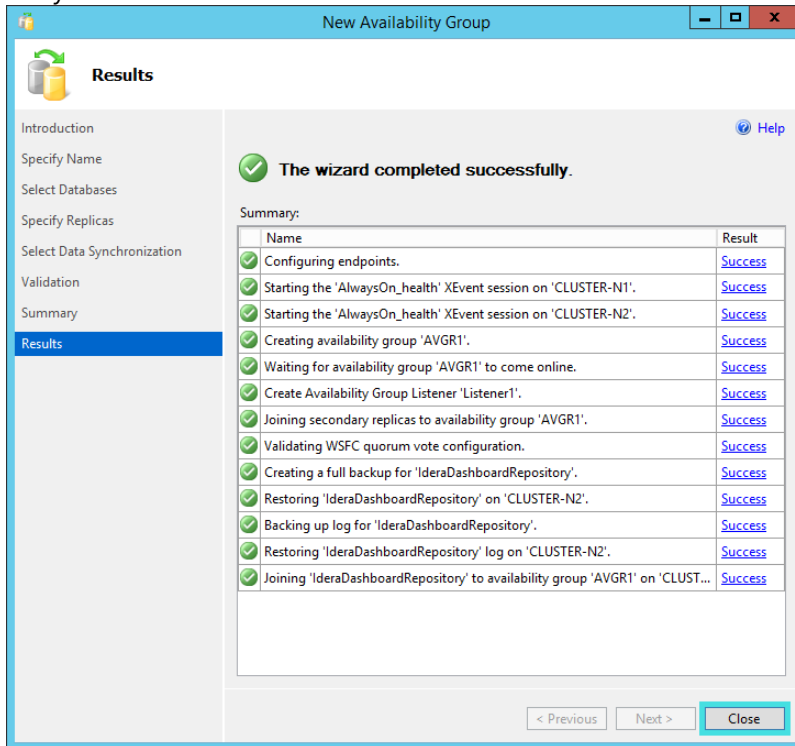 New Availability Group
Results
Introduction
Specify Name
Select Databases
Specify Replicas
Select Data Synchronization
Validation
Summary
Results
Help
The wizard completed successfully.
Summary:
Name Result
Configuring endpoints. Success
Starting the 'AlwaysOn_health' XEvent session on 'CLUSTER-N1'. Success
Starting the 'AlwaysOn_health' XEvent session on 'CLUSTER-N2'. Success
Creating availability group 'AVGR1'. Success
Waiting for availability group 'AVGR1' to come online. Success
Create Availability Group Listener 'Listener1'. Success
Joining secondary replicas to availability group 'AVGR1'. Success
Validating WSFC quorum vote configuration. Success
Creating a full backup for 'IderaDashboardRepository'. Success
Restoring 'IderaDashboardRepository' on 'CLUSTER-N2'. Success
Backing up log for 'IderaDashboardRepository'. Success
Restoring 'IderaDashboardRepository' log on 'CLUSTER-N2'. Success
Joining 'IderaDashboardRepository' to availability group 'AVGR1' on 'CLUST... Success
< Previous Next > Close